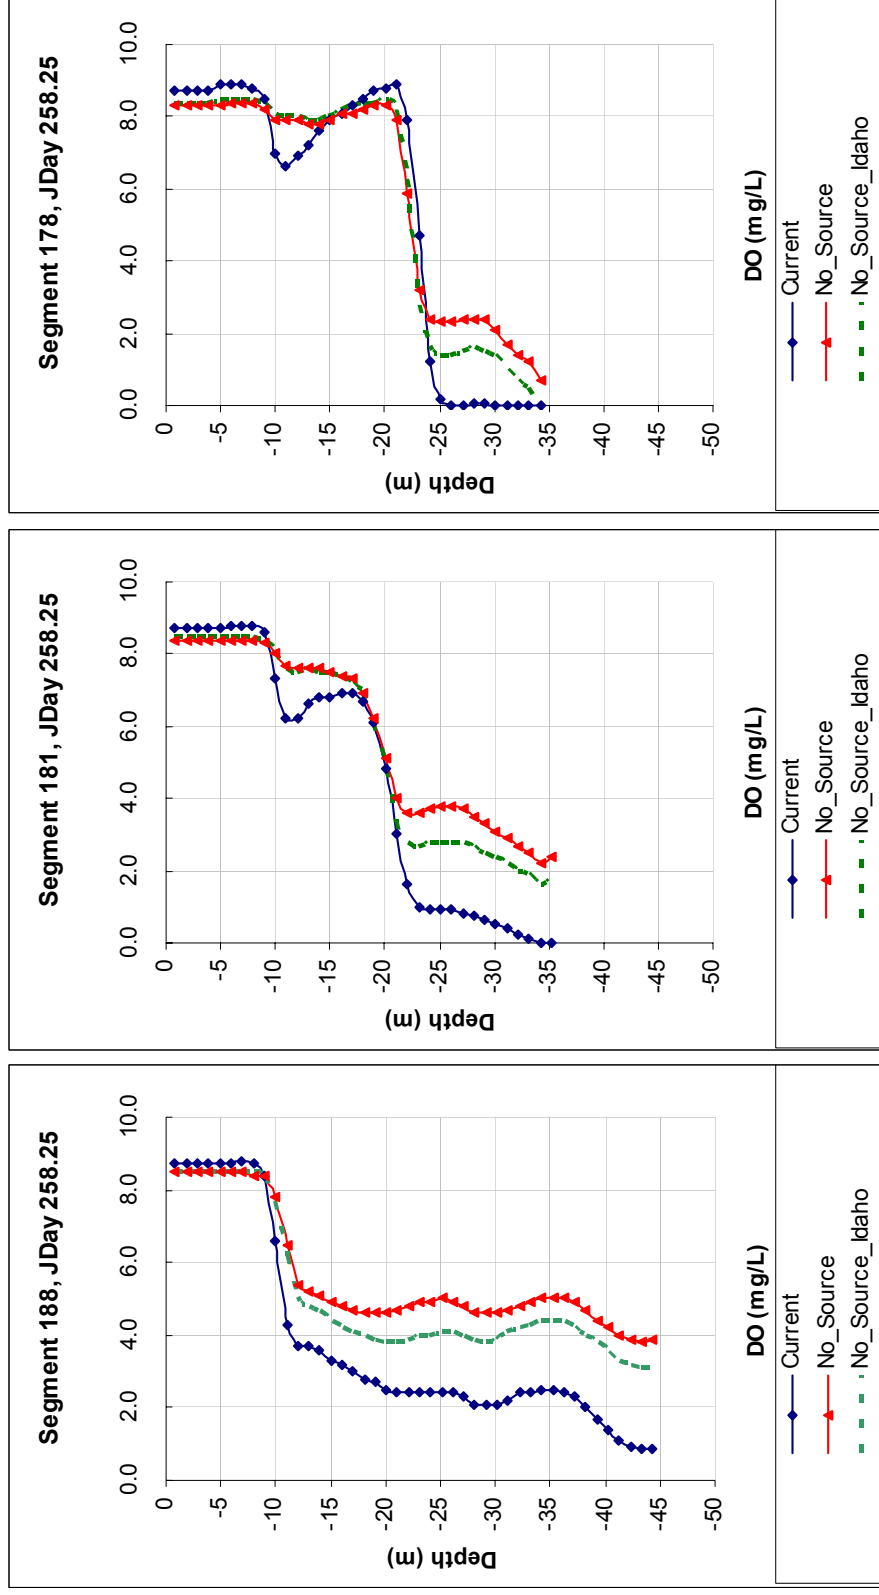 Segment 188, JDay 258.25
0.0 2.0 4.0 6.0 8.0 10.0
0
-5
-10
-15
-20
-25
-30
-35
-40
-45
-50
Depth (m)
DO (mg/L)
Current
No_Source
No_Source_Idaho
Segment 181, JDay 258.25
0.0 2.0 4.0 6.0 8.0 10.0
0
-5
-10
-15
-20
-25
-30
-35
-40
-45
-50
Depth (m)
DO (mg/L)
Current
No_Source
No_Source_Idaho
Segment 178, JDay 258.25
0.0 2.0 4.0 6.0 8.0 10.0
0
-5
-10
-15
-20
-25
-30
-35
-40
-45
-50
Depth (m)
DO (mg/L)
Current
No_Source
No_Source_Idaho